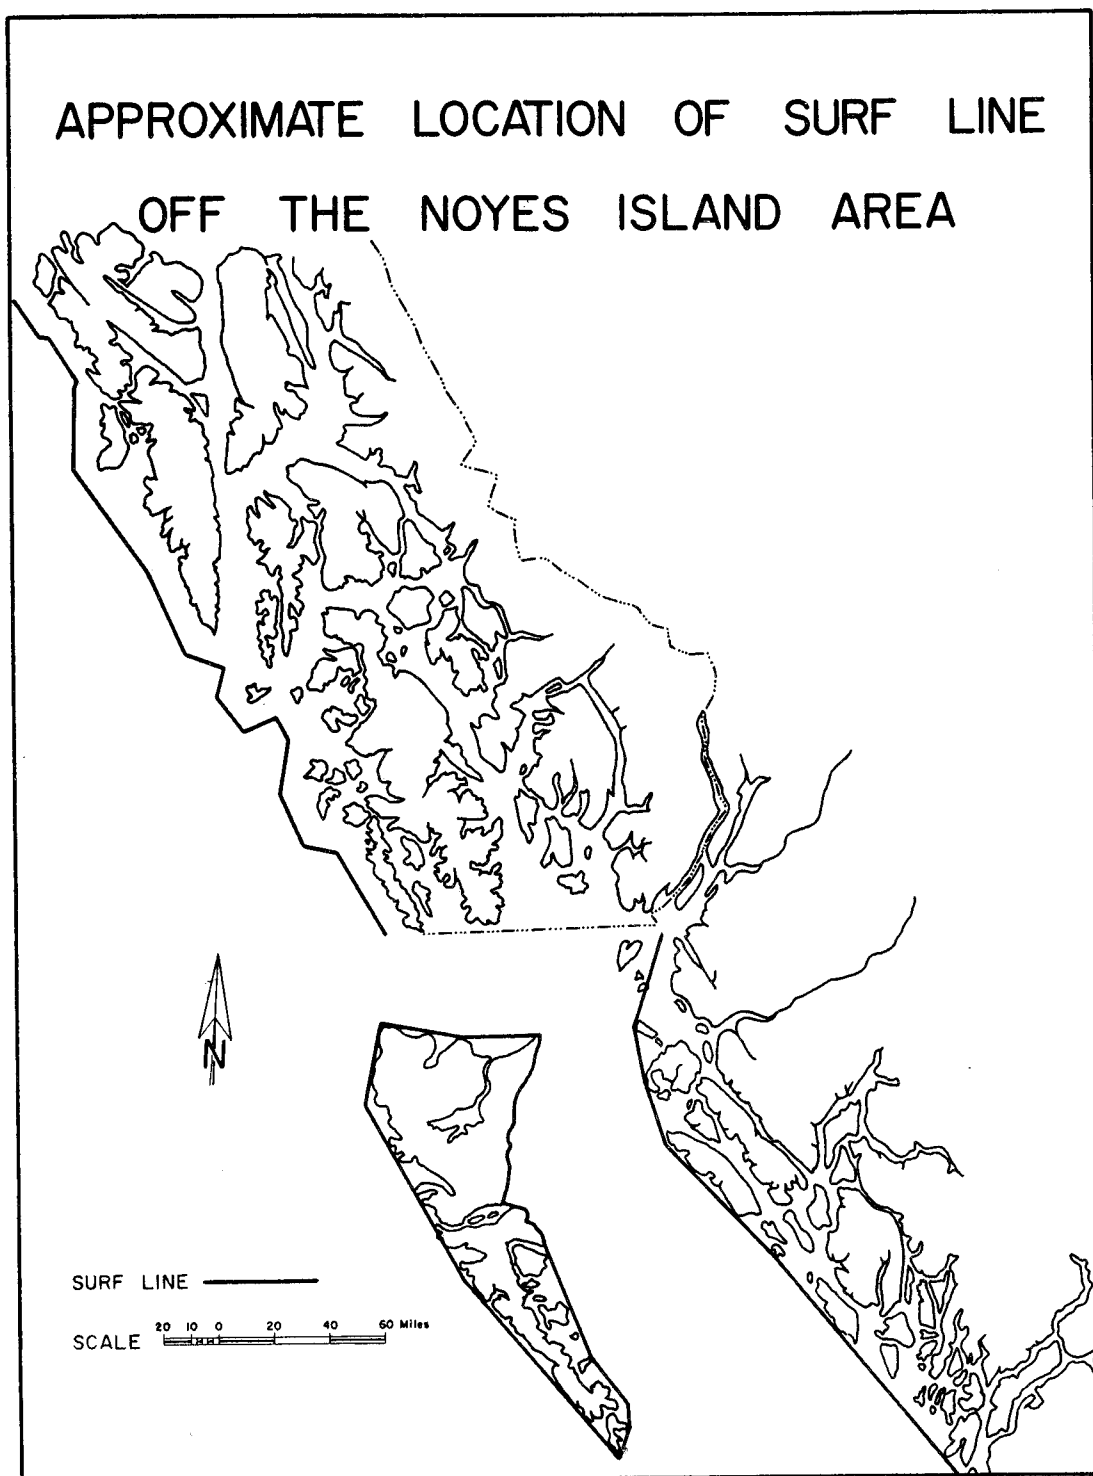 APPROXIMATE LOCATION OF SURF LINE
OFF THE NOYES ISLAND AREA
N
SURF LINE
SCALE 20 10 0 20 40 60 Miles